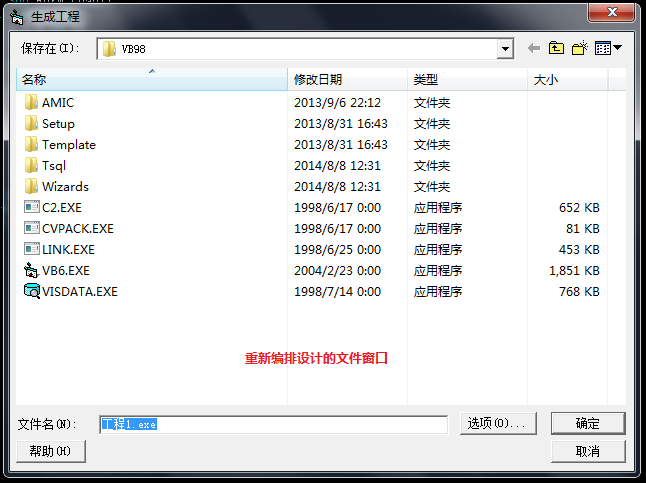 生成工程
保存在(I):
VB98
名称 修改日期 类型 大小
AMIC 2013/9/6 22:12 文件夹
Setup 2013/8/31 16:43 文件夹
Template 2013/8/31 16:43 文件夹
Tsql 2014/8/8 12:31 文件夹
Wizards 2014/8/8 12:31 文件夹
C2.EXE 1998/6/17 0:00 应用程序 652 KB
CVPACK.EXE 1998/6/17 0:00 应用程序 81 KB
LINK.EXE 1998/6/25 0:00 应用程序 453 KB
VB6.EXE 2004/2/23 0:00 应用程序 1,851 KB
VISDATA.EXE 1998/7/14 0:00 应用程序 768 KB
重新编排设计的文件窗口
文件名(N): 工程1.exe 选项(O)... 确定
帮助(H) 取消